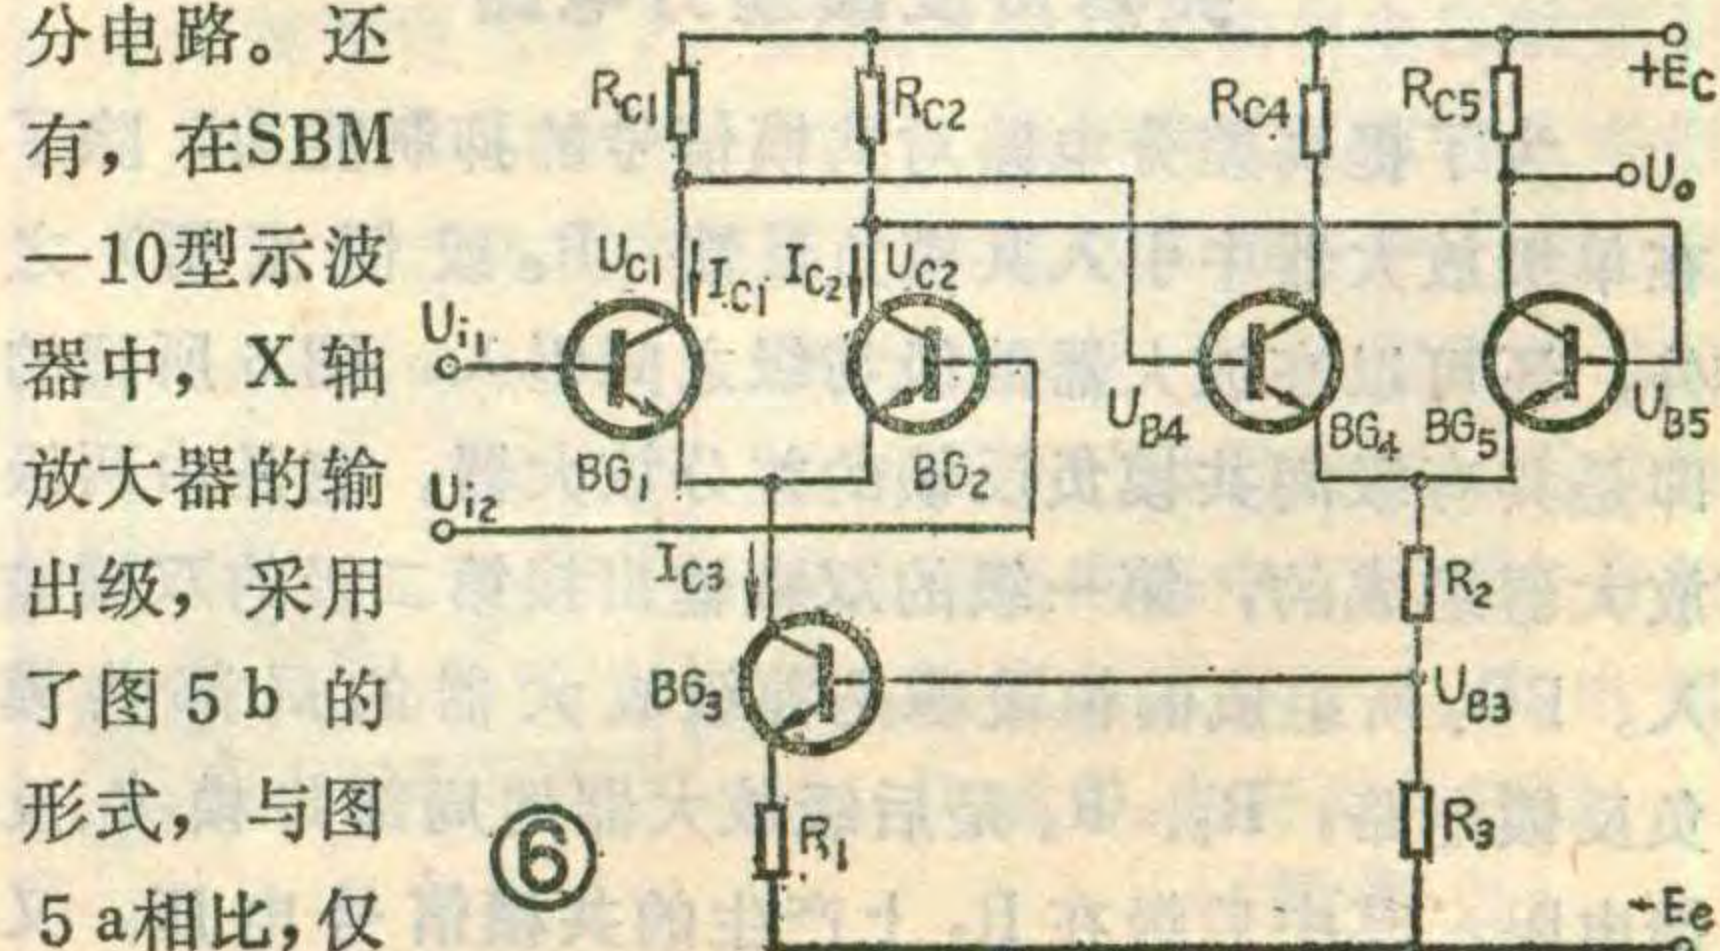 分电路。还
有，在SBM
—10型示波
器中，X 轴
放大器的输
出级，采用
了图 5 b 的
形式，与图
5 a相比，仅
+EC
RC1
RC2
RC4
RC5
Uo
UC1
IC1
IC2
UC2
Ui1
UB4
BG4
BG5
UB5
BG1
BG2
Ui2
IC3
R2
BG3
UB3
R1
R3
⑥
-Ee